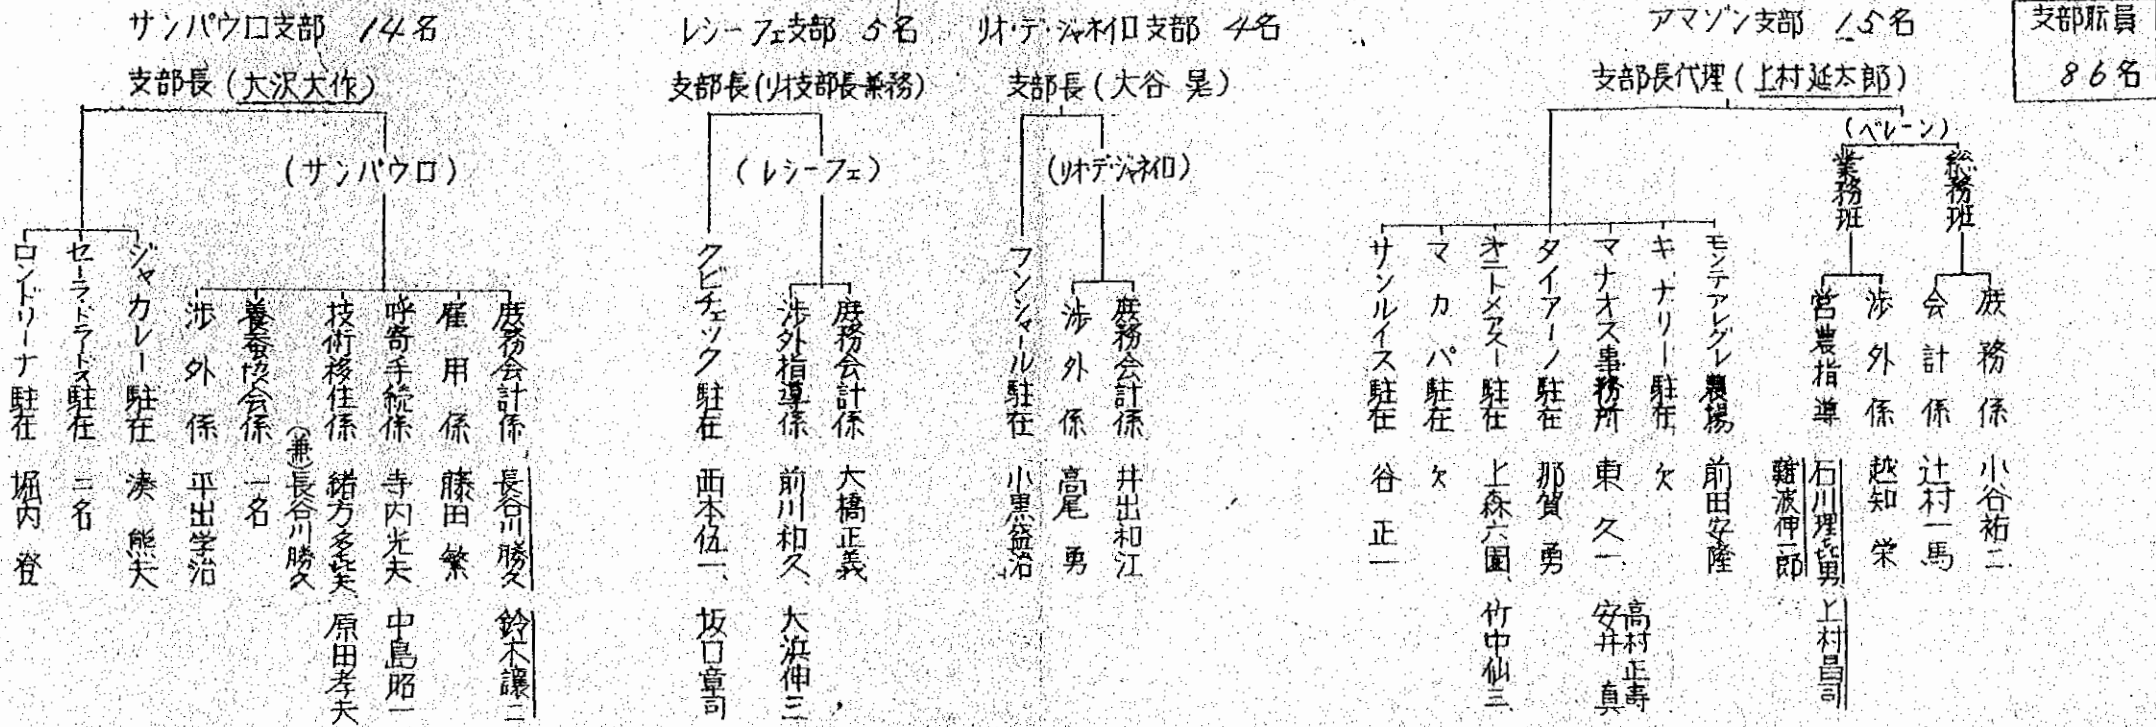 サンパウロ支部 14名
支部長(大沢大作)
(サンパウロ)
庶務会計係 長谷川勝久 鈴木譲二
雇用係 藤田繁
呼寄手続係 寺内光夫 中島昭一
技術移住係 緒方多㐂夫 原田孝夫
(兼)長谷川勝久
養蚕協会係 一名
渉外係 平出学治
ジャカレー駐在 湊熊夫
セーラドラードス駐在 二名
ロンドリーナ駐在 堀内登
レシーフェ支部 5名
支部長(リオ支部長兼務)
(レシーフェ)
庶務会計係 大橋正義
渉外指導係 前川和久、大浜伸三
クビチェック駐在 西本伍一、坂口章司
リオ・デ・ジャネイロ支部 4名
支部長(大谷晃)
(リオデジャネイロ)
庶務会計係 井出和江
渉外係 高尾勇
フンシャール駐在 小黒益治
アマゾン支部 15名
支部長代理(上村延太郎)
(ベレーン)
総務班
庶務係 小谷祐二
会計係 辻村一馬
業務班
渉外係 越知栄
営農指導 石川理㐂男 上村昌司
難波伸一郎
モンテアレグレ農場 前田安隆
キナリー駐在 欠
マナオス事務所 東久一 高村正寿
安井真
タイアーノ駐在 那賀勇
オニトメアスー駐在 上森六園、竹中仙三
マカパ駐在 欠
サンルイス駐在 谷正一
支部職員
86名